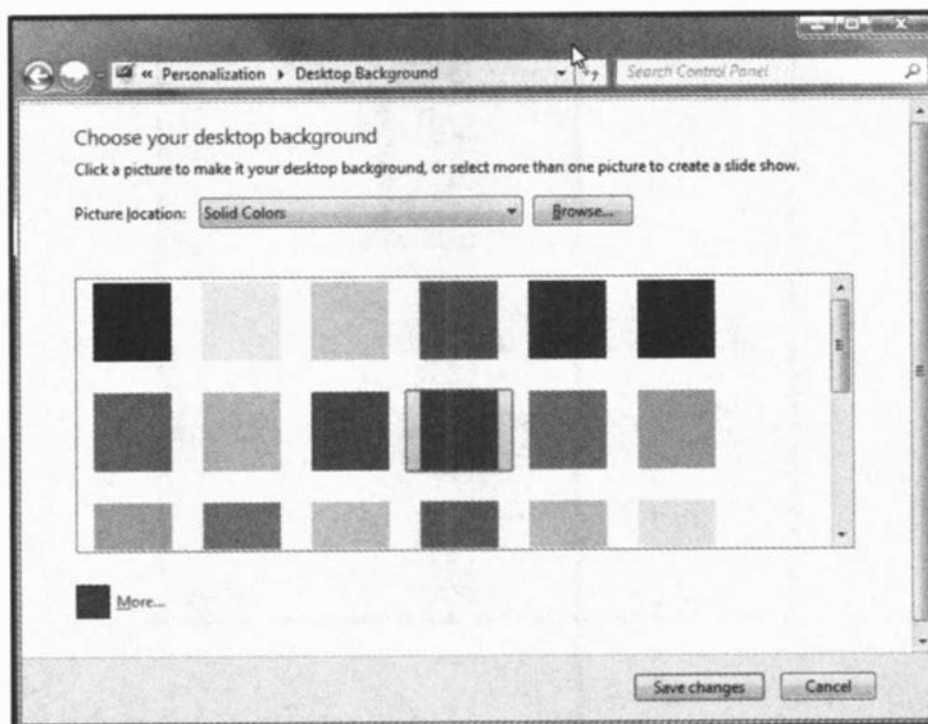 « Personalization ▸ Desktop Background
Search Control Panel
Choose your desktop background
Click a picture to make it your desktop background, or select more than one picture to create a slide show.
Picture location: Solid Colors Browse...
More...
Save changes Cancel